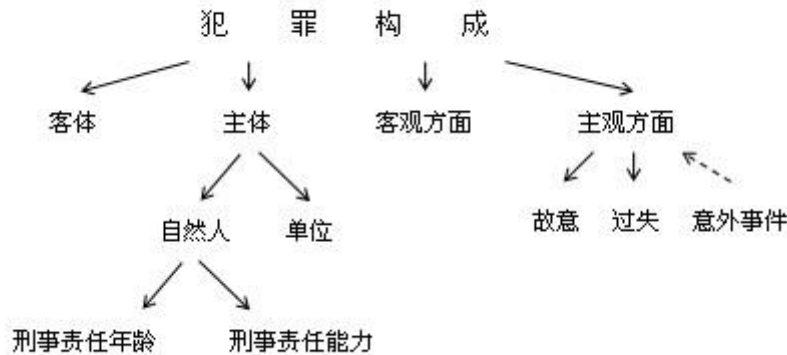 犯 罪 构 成
客体 主体 客观方面 主观方面
自然人 单位 故意 过失 意外事件
刑事责任年龄 刑事责任能力